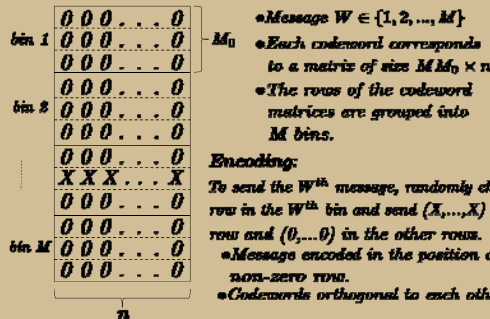 bin 1
0 0 0 . . . 0
0 0 0 . . . 0
0 0 0 . . . 0
M₀
bin 2
0 0 0 . . . 0
0 0 0 . . . 0
0 0 0 . . . 0
0 0 0 . . . 0
X X X . . . X
0 0 0 . . . 0
bin M
0 0 0 . . . 0
0 0 0 . . . 0
0 0 0 . . . 0
n
•Message W ∈ {1, 2, ..., M}
•Each codeword corresponds
to a matrix of size MM₀ × n
•The rows of the codeword
matrices are grouped into
M bins.
Encoding:
To send the Wᵗʰ message, randomly
row in the Wᵗʰ bin and send (X,...,X)
row and (0,...0) in the other rows.
•Message encoded in the position
non-zero row.
•Codewords orthogonal to each